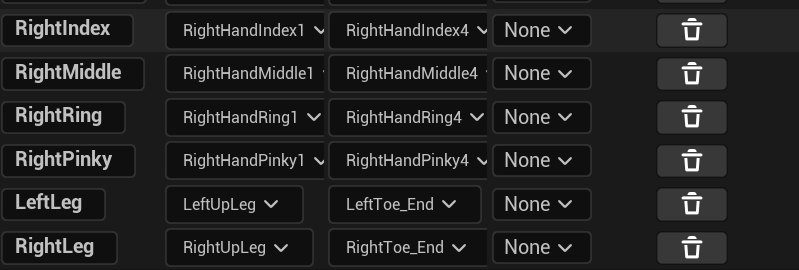 RightIndex RightHandIndex1 RightHandIndex4 None
RightMiddle RightHandMiddle1 RightHandMiddle4 None
RightRing RightHandRing1 RightHandRing4 None
RightPinky RightHandPinky1 RightHandPinky4 None
LeftLeg LeftUpLeg LeftToe_End None
RightLeg RightUpLeg RightToe_End None